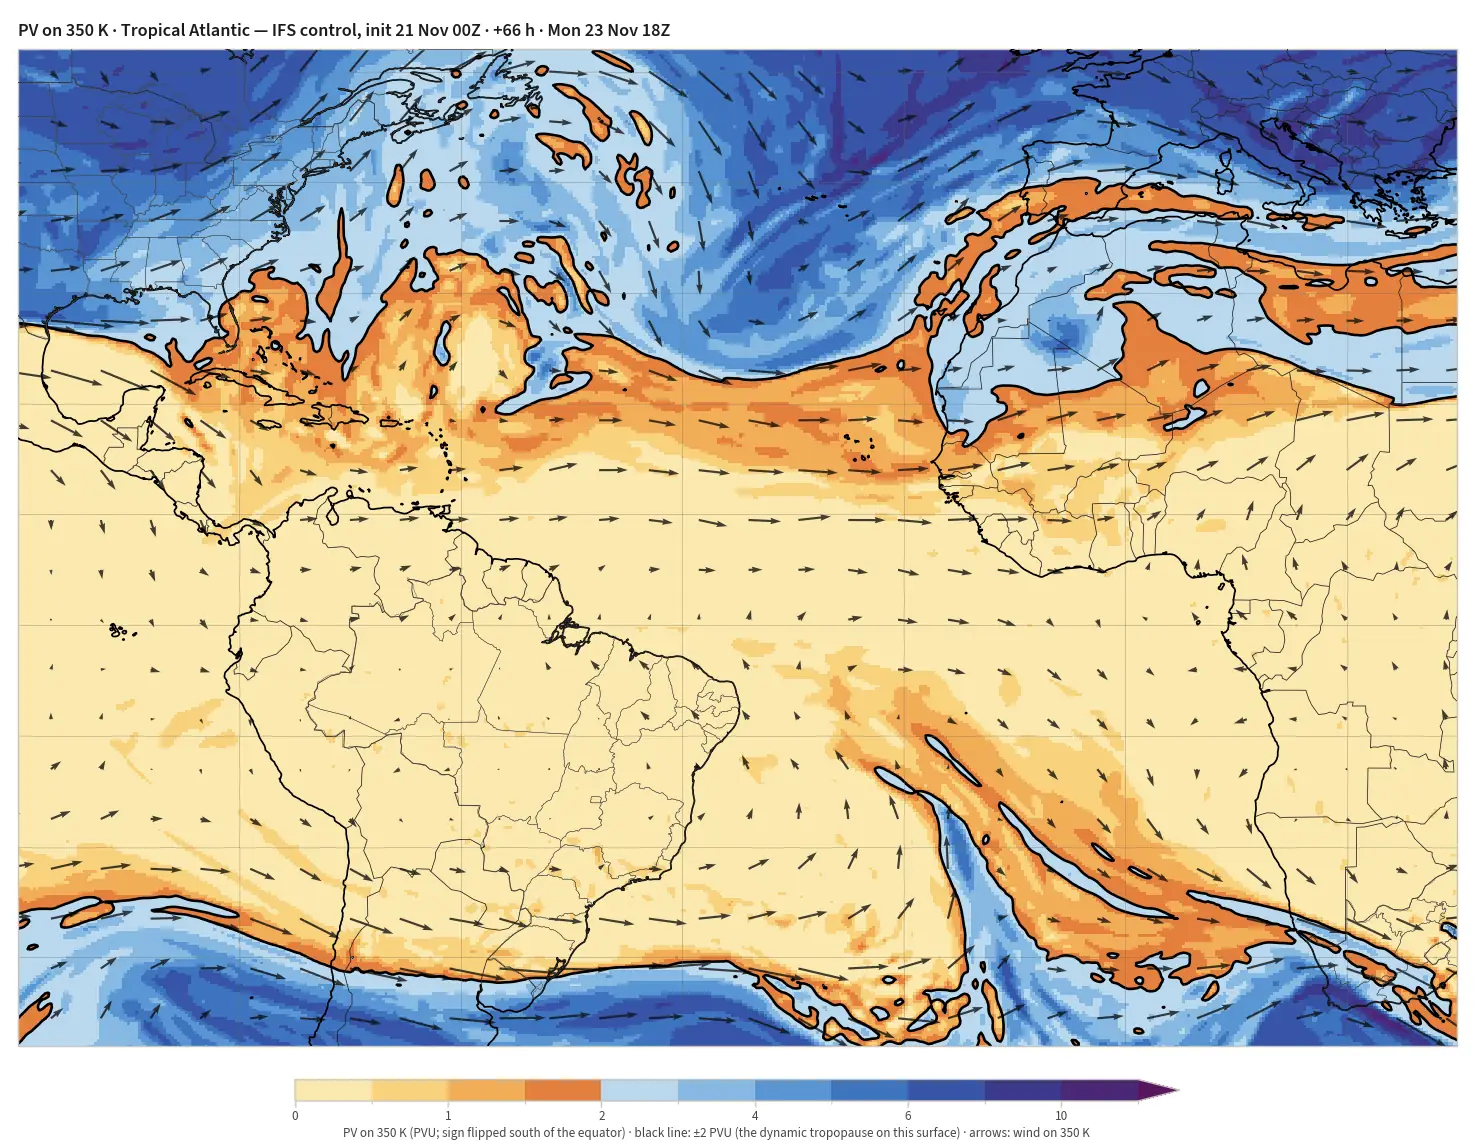 PV on 350 K · Tropical Atlantic — IFS control, init 21 Nov 00Z · +66 h · Mon 23 Nov 18Z
0 1 2 4 6 10
PV on 350 K (PVU; sign flipped south of the equator) · black line: ±2 PVU (the dynamic tropopause on this surface) · arrows: wind on 350 K